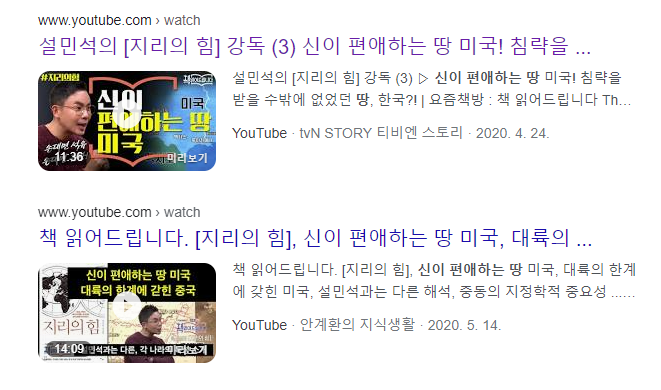 www.youtube.com › watch
설민석의 [지리의 힘] 강독 (3) 신이 편애하는 땅 미국! 침략을 ...
#지리의힘
책읽어드립니다
신이
편애하는 땅
미국
미국
11:36
미리보기
설민석의 [지리의 힘] 강독 (3) ▷ 신이 편애하는 땅 미국! 침략을
받을 수밖에 없었던 땅, 한국?! | 요즘책방 : 책 읽어드립니다 Th...
YouTube · tvN STORY 티비엔 스토리 · 2020. 4. 24.
www.youtube.com › watch
책 읽어드립니다. [지리의 힘], 신이 편애하는 땅 미국, 대륙의 ...
신이 편애하는 땅 미국
대륙의 한계에 갇힌 중국
지리의 힘
14:09
민석과는 다른, 각 나라의
미리보기
책 읽어드립니다. [지리의 힘], 신이 편애하는 땅 미국, 대륙의 한계
에 갇힌 미국, 설민석과는 다른 해석, 중동의 지정학적 중요성 ......
YouTube · 안계환의 지식생활 · 2020. 5. 14.